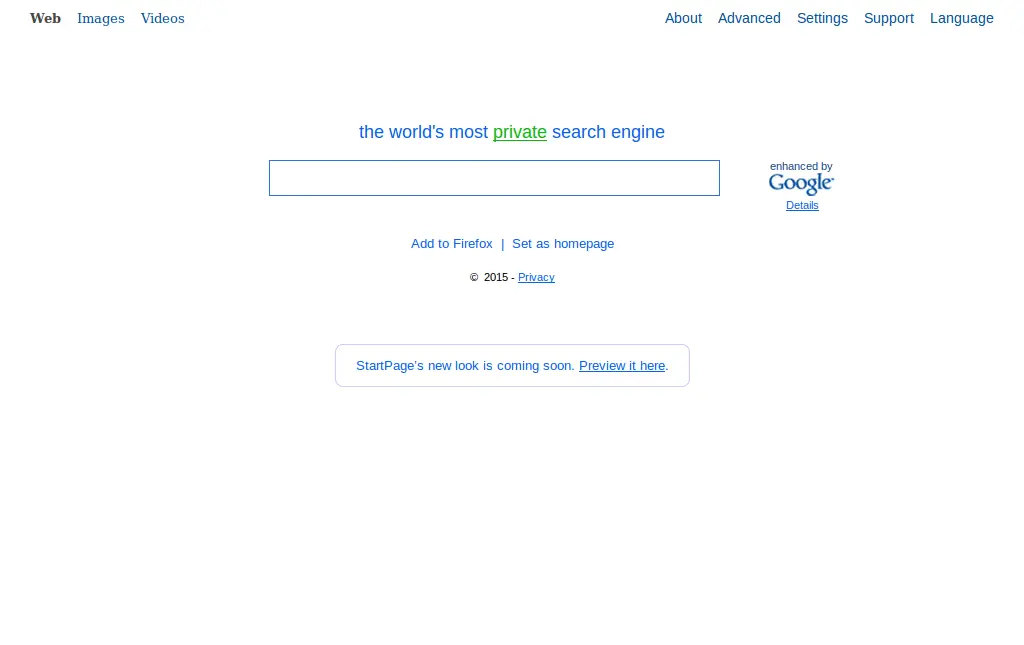 Web Images Videos About Advanced Settings Support Language
the world's most private search engine
enhanced by
Google
Details
Add to Firefox | Set as homepage
© 2015 - Privacy
StartPage's new look is coming soon. Preview it here.